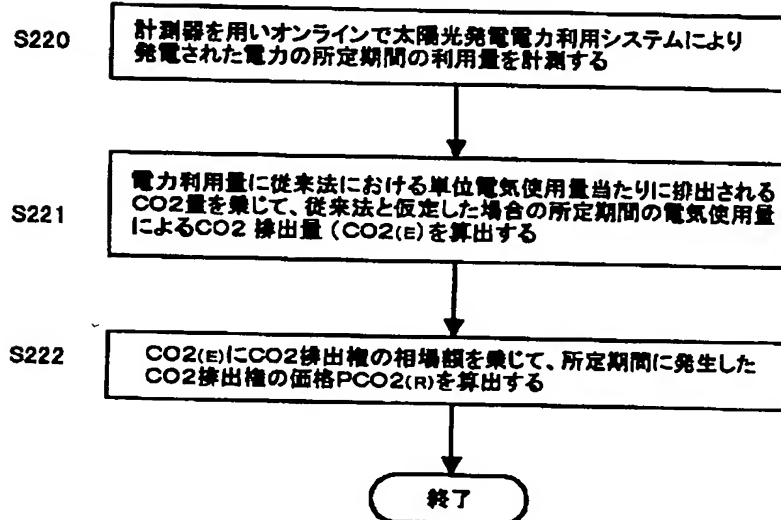 S220
計測器を用いオンラインで太陽光発電電力利用システムにより
発電された電力の所定期間の利用量を計測する
S221
電力利用量に従来法における単位電気使用量当たりに排出される
CO2量を乗じて、従来法と仮定した場合の所定期間の電気使用量
によるCO2 排出量 (CO2(E)を算出する
S222
CO2(E)にCO2排出権の相場額を乗じて、所定期間に発生した
CO2排出権の価格PCO2(R)を算出する
終了